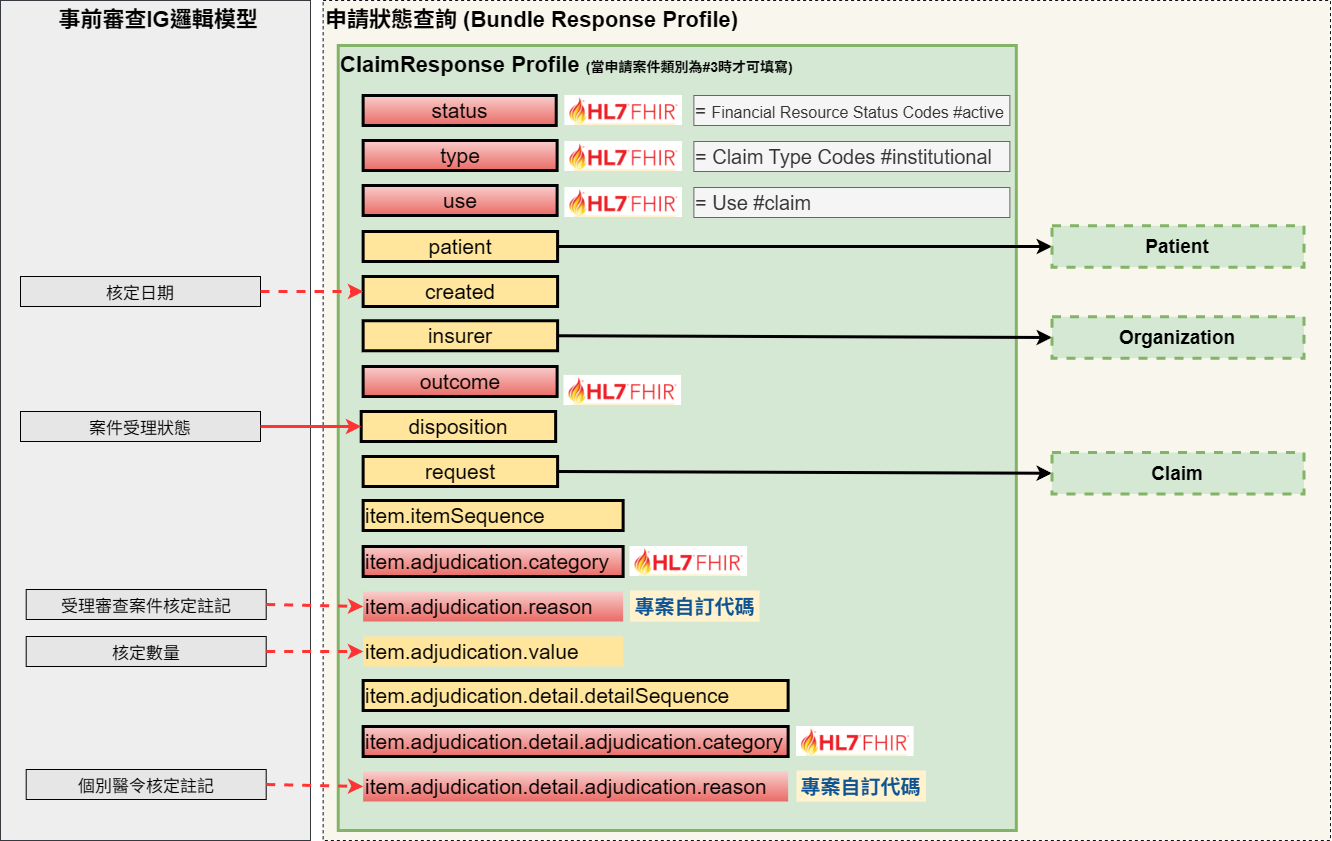 事前審查IG邏輯模型
申請狀態查詢 (Bundle Response Profile)
ClaimResponse Profile (當申請案件類別為#3時才可填寫)
status
HL7 FHIR
= Financial Resource Status Codes #active
type
HL7 FHIR
= Claim Type Codes #institutional
use
HL7 FHIR
= Use #claim
patient
Patient
核定日期
created
insurer
Organization
outcome
HL7 FHIR
案件受理狀態
disposition
request
Claim
item.itemSequence
item.adjudication.category
HL7 FHIR
受理審查案件核定註記
item.adjudication.reason
專案自訂代碼
核定數量
item.adjudication.value
item.adjudication.detail.detailSequence
item.adjudication.detail.adjudication.category
HL7 FHIR
個別醫令核定註記
item.adjudication.detail.adjudication.reason
專案自訂代碼